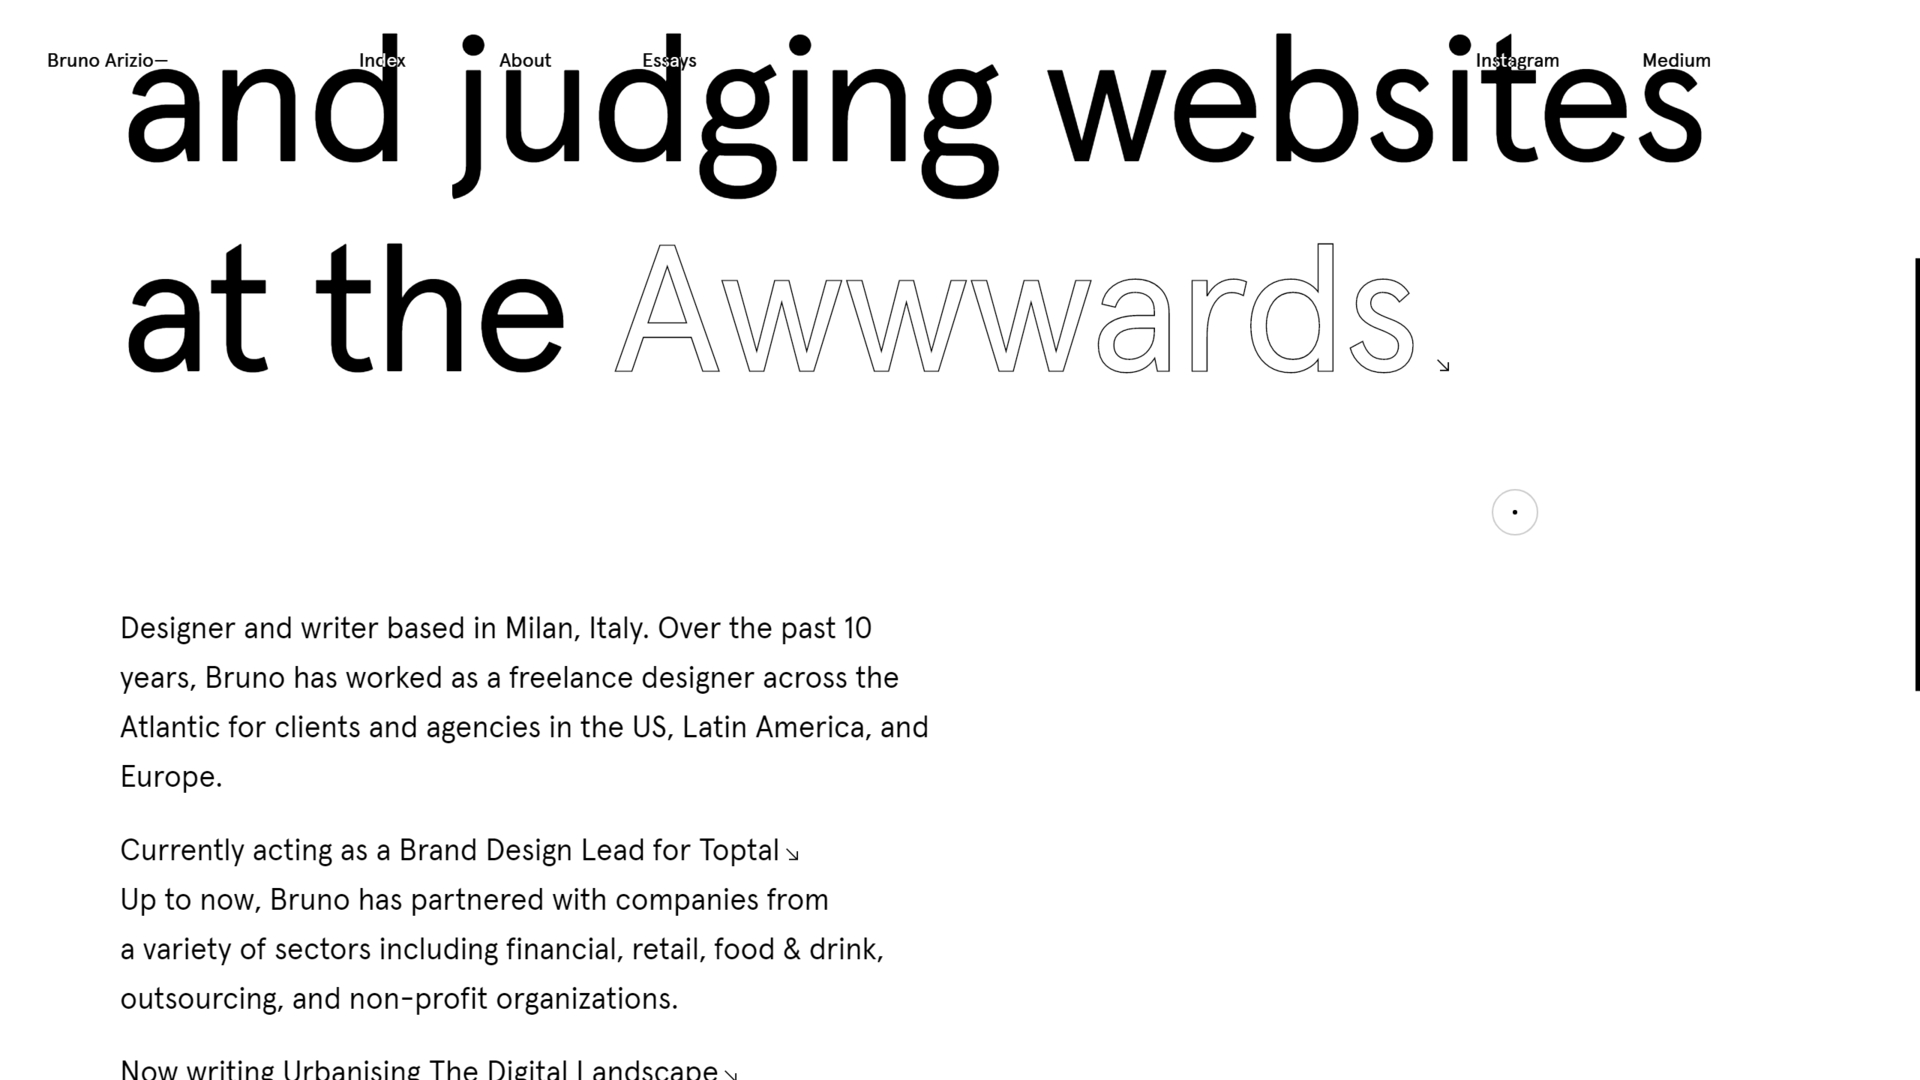 Bruno Arizio— Index About Essays Instagram Medium
and judging websites
at the Awwwards ↘
Designer and writer based in Milan, Italy. Over the past 10
years, Bruno has worked as a freelance designer across the
Atlantic for clients and agencies in the US, Latin America, and
Europe.
Currently acting as a Brand Design Lead for Toptal ↘
Up to now, Bruno has partnered with companies from
a variety of sectors including financial, retail, food & drink,
outsourcing, and non-profit organizations.
Now writing Urbanising The Digital Landscape ↘